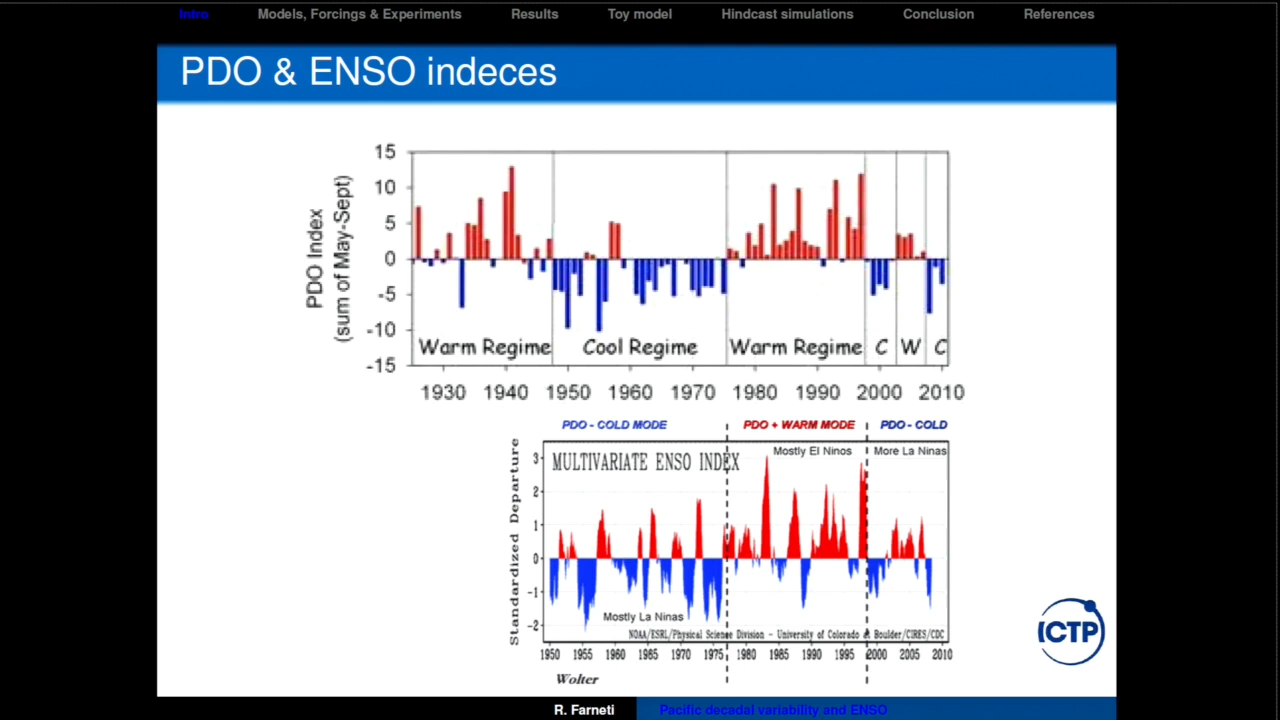 Intro Models, Forcings & Experiments Results Toy model Hindcast simulations Conclusion References
PDO & ENSO indeces
PDO Index
(sum of May-Sept)
15
10
5
0
-5
-10
-15
Warm Regime Cool Regime Warm Regime C W C
1930 1940 1950 1960 1970 1980 1990 2000 2010
PDO - COLD MODE PDO + WARM MODE PDO - COLD
MULTIVARIATE ENSO INDEX
Mostly El Ninos More La Ninas
Standardized Departure
3
2
1
0
-1
-2
Mostly La Ninas
NOAA/ESRL/Physical Science Division - University of Colorado at Boulder/CIRES/CDC
1950 1955 1960 1965 1970 1975 1980 1985 1990 1995 2000 2005 2010
Wolter
ICTP
R. Farneti Pacific decadal variability and ENSO